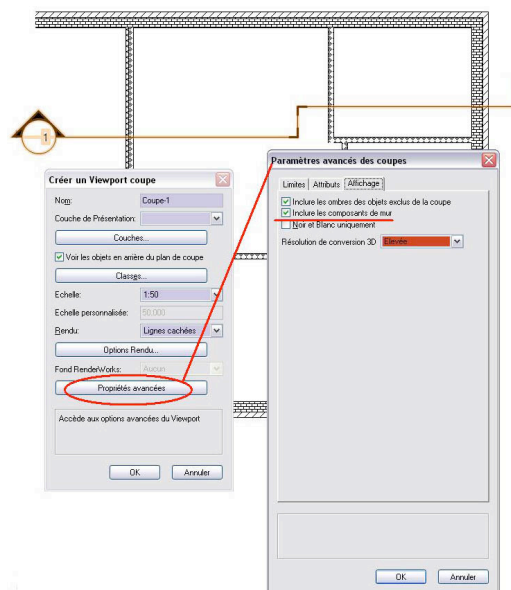 1
Créer un Viewport coupe
Nom:
Coupe-1
Couche de Présentation:
Couches...
Voir les objets en arrière du plan de coupe
Classes...
Echelle:
1:50
Echelle personnalisée:
50.000
Rendu:
Lignes cachées
Options Rendu...
Fond RenderWorks:
Aucun
Propriétés avancées
Accède aux options avancées du Viewport
OK
Annuler
Paramètres avancés des coupes
Limites
Attributs
Affichage
Inclure les ombres des objets exclus de la coupe
Inclure les composants de mur
Noir et Blanc uniquement
Résolution de conversion 3D
Elevée
OK
Annuler